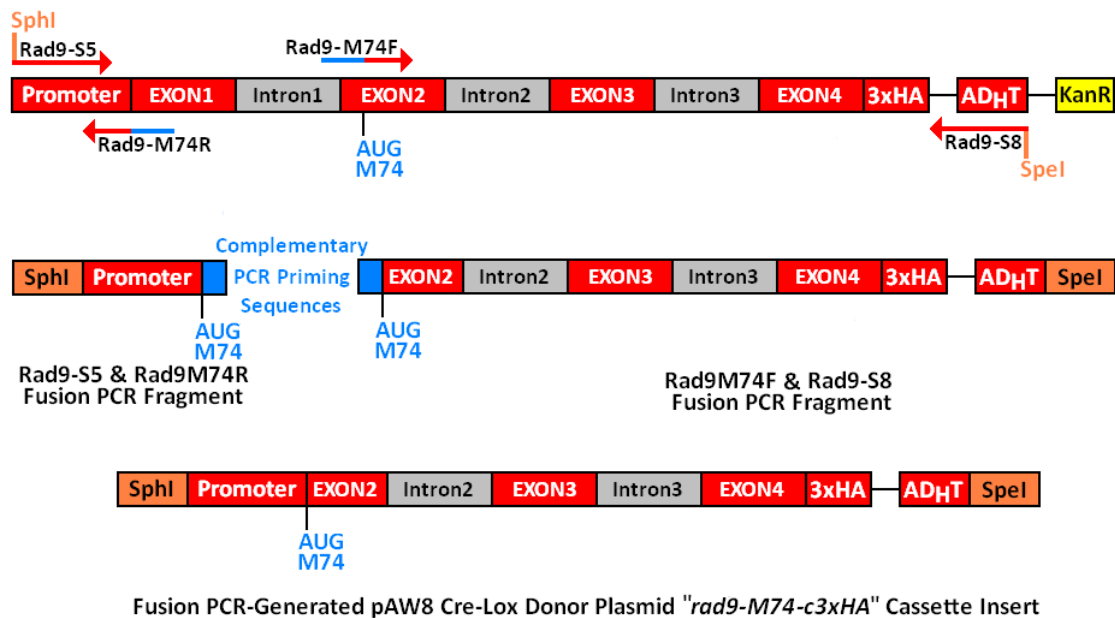 SphI
Rad9-S5
Rad9-M74F
Promoter EXON1 Intron1 EXON2 Intron2 EXON3 Intron3 EXON4 3xHA ADHT KanR
Rad9-M74R
AUG
M74
Rad9-S8
SpeI
Complementary
PCR Priming
Sequences
SphI Promoter
EXON2 Intron2 EXON3 Intron3 EXON4 3xHA ADHT SpeI
AUG
M74
AUG
M74
Rad9-S5 & Rad9M74R
Fusion PCR Fragment
Rad9M74F & Rad9-S8
Fusion PCR Fragment
SphI Promoter EXON2 Intron2 EXON3 Intron3 EXON4 3xHA ADHT SpeI
AUG
M74
Fusion PCR-Generated pAW8 Cre-Lox Donor Plasmid "rad9-M74-c3xHA" Cassette Insert